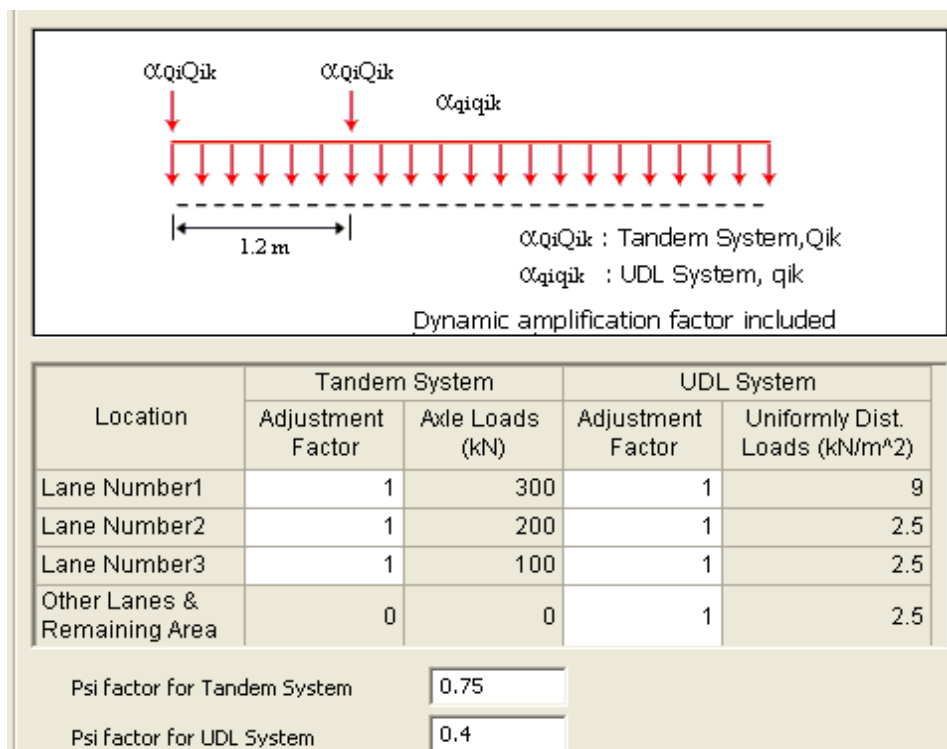 αQiQik αQiQik
αqiqik
1.2 m
αQiQik : Tandem System,Qik
αqiqik : UDL System, qik
Dynamic amplification factor included
Location Tandem System UDL System
Adjustment Factor Axle Loads (kN) Adjustment Factor Uniformly Dist. Loads (kN/m^2)
Lane Number1 1 300 1 9
Lane Number2 1 200 1 2.5
Lane Number3 1 100 1 2.5
Other Lanes & Remaining Area 0 0 1 2.5
Psi factor for Tandem System 0.75
Psi factor for UDL System 0.4